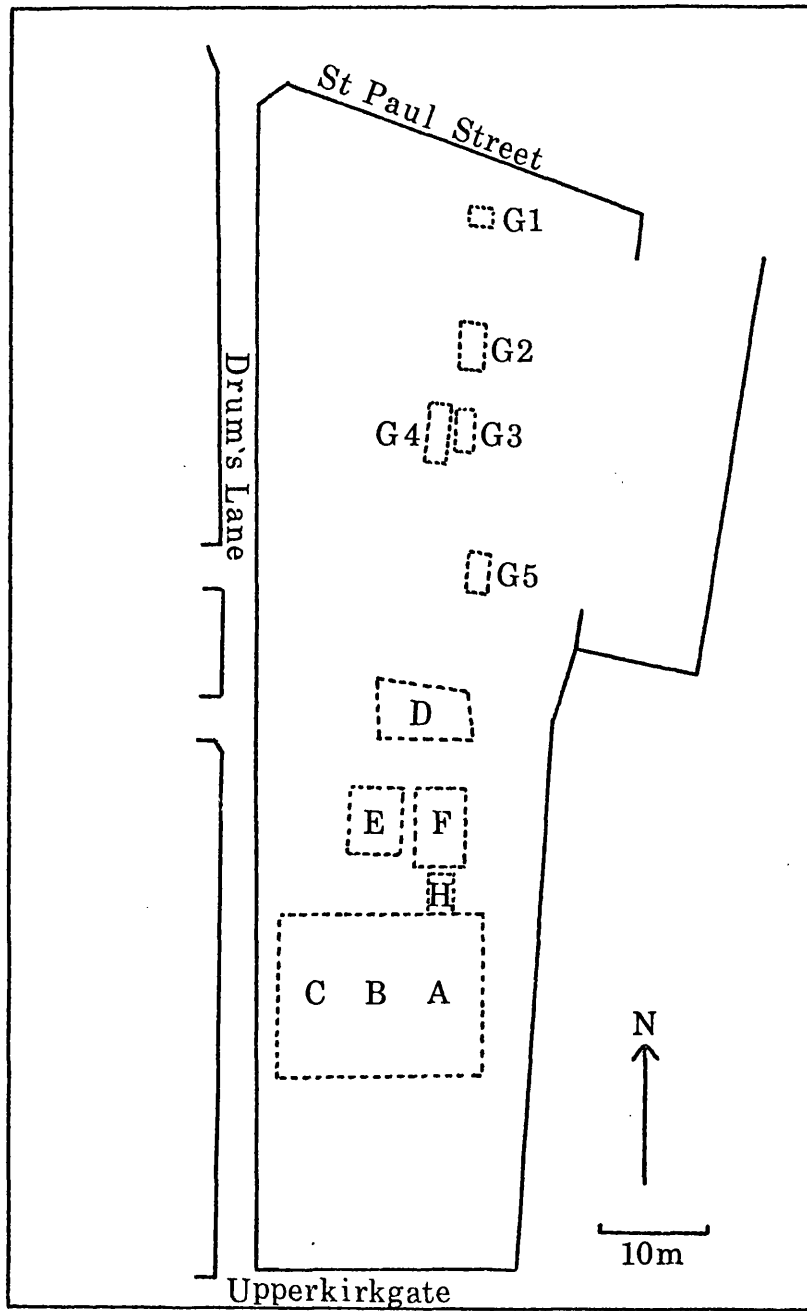 St Paul Street
G1
G2
Drum's Lane
G4 G3
G5
D
E F
H
C B A
N
10m
Upperkirkgate